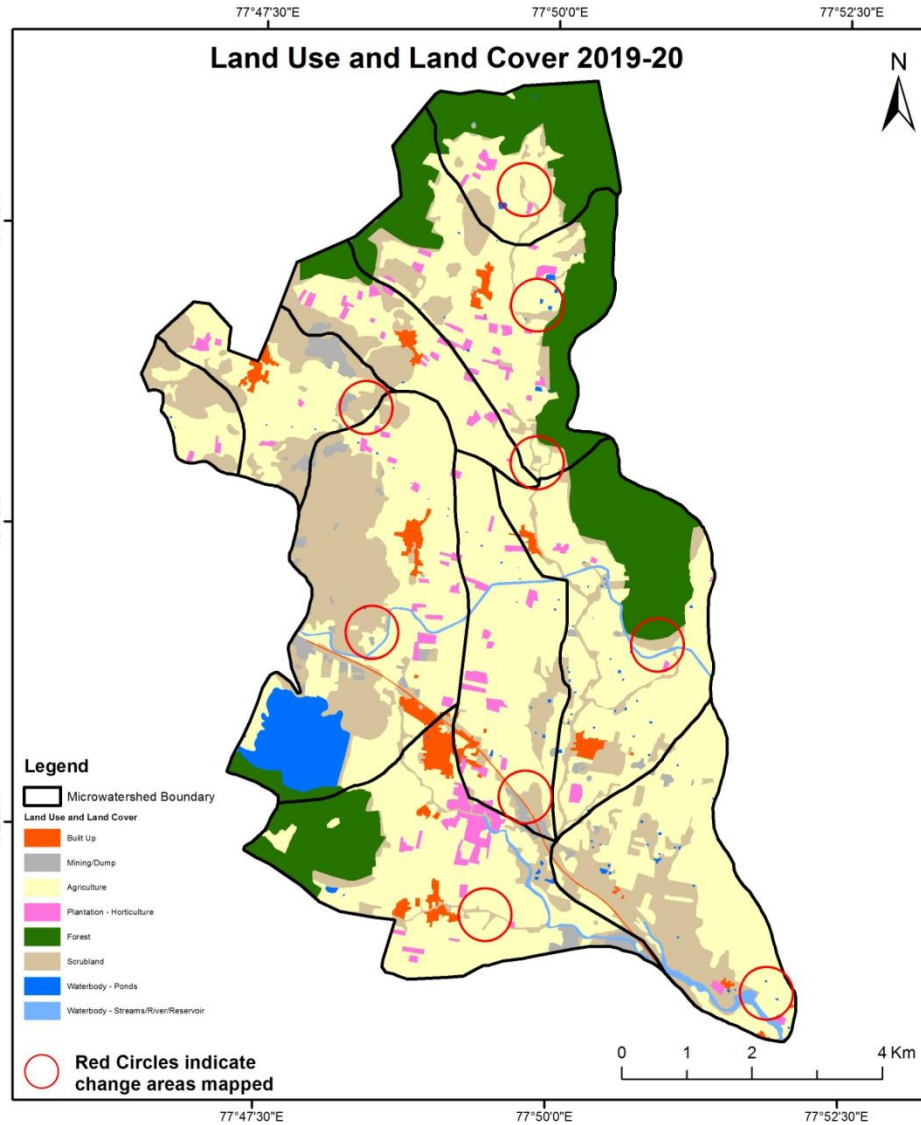 77°47'30"E 77°50'0"E 77°52'30"E
Land Use and Land Cover 2019-20
N
Legend
Microwatershed Boundary
Land Use and Land Cover
Built Up
Mining/Dump
Agriculture
Plantation - Horticulture
Forest
Scrubland
Waterbody - Ponds
Waterbody - Streams/River/Reservoir
Red Circles indicate
change areas mapped
0 1 2 4 Km
77°47'30"E 77°50'0"E 77°52'30"E